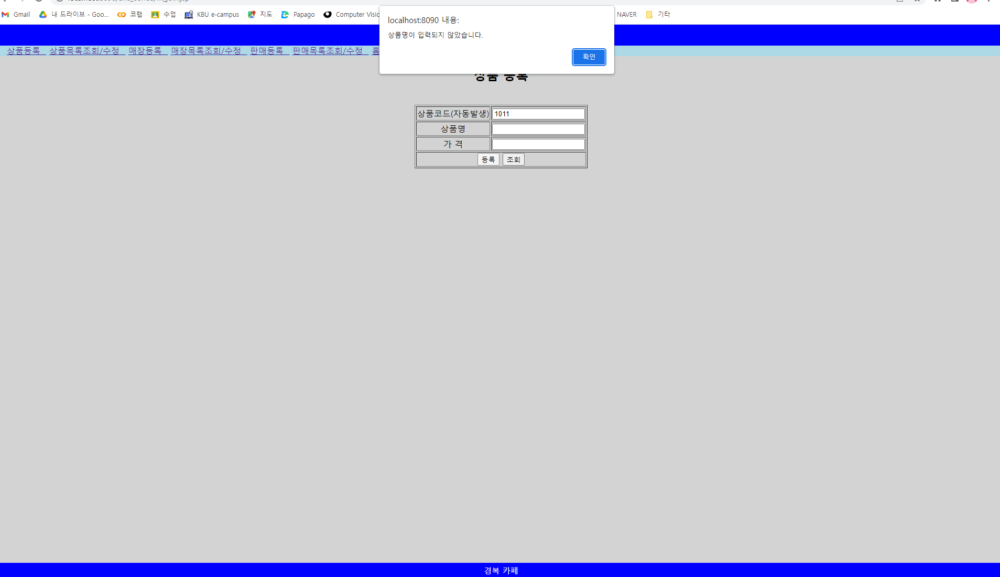 Gmail 내 드라이브 - Goo... 코랩 수업 KBU e-campus 지도 Papago Computer Visio NAVER 기타
localhost:8090 내용:
상품명이 입력되지 않았습니다.
확인
상품등록 상품목록조회/수정 매장등록 매장목록조회/수정 판매등록 판매목록조회/수정 홈
상품 등록
상품코드(자동발생) 1011
상품명
가 격
등록 조회
경복 카페